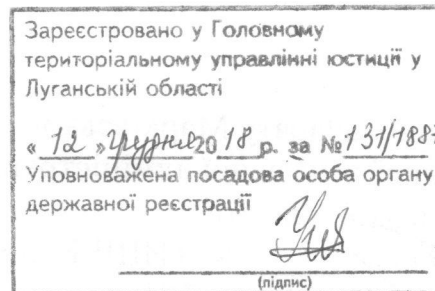 Зареєстровано у Головному
територіальному управлінні юстиції у
Луганській області
« 12 » грудня 2018 р. за № 131/188
Уповноважена посадова особа органу
державної реєстрації
(підпис)